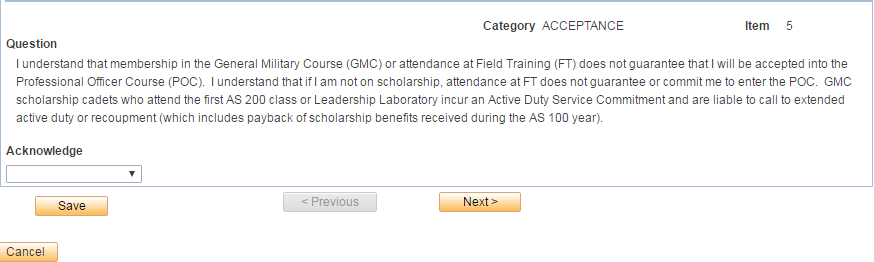 Category ACCEPTANCE Item 5
Question
I understand that membership in the General Military Course (GMC) or attendance at Field Training (FT) does not guarantee that I will be accepted into the
Professional Officer Course (POC). I understand that if I am not on scholarship, attendance at FT does not guarantee or commit me to enter the POC. GMC
scholarship cadets who attend the first AS 200 class or Leadership Laboratory incur an Active Duty Service Commitment and are liable to call to extended
active duty or recoupment (which includes payback of scholarship benefits received during the AS 100 year).
Acknowledge
Save < Previous Next >
Cancel